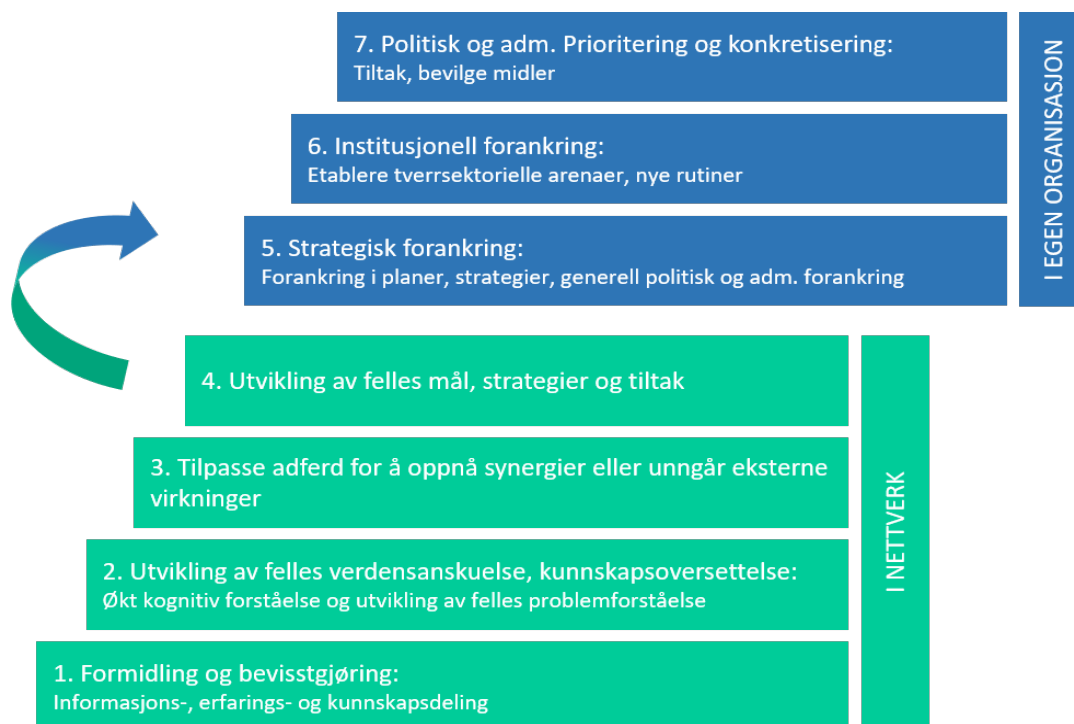 7. Politisk og adm. Prioritering og konkretisering:
Tiltak, bevilge midler
6. Institusjonell forankring:
Etablere tverrsektorielle arenaer, nye rutiner
5. Strategisk forankring:
Forankring i planer, strategier, generell politisk og adm. forankring
I EGEN ORGANISASJON
4. Utvikling av felles mål, strategier og tiltak
3. Tilpasse adferd for å oppnå synergier eller unngår eksterne
virkninger
2. Utvikling av felles verdensanskuelse, kunnskapsoversettelse:
Økt kognitiv forståelse og utvikling av felles problemforståelse
1. Formidling og bevisstgjøring:
Informasjons-, erfarings- og kunnskapsdeling
I NETTVERK